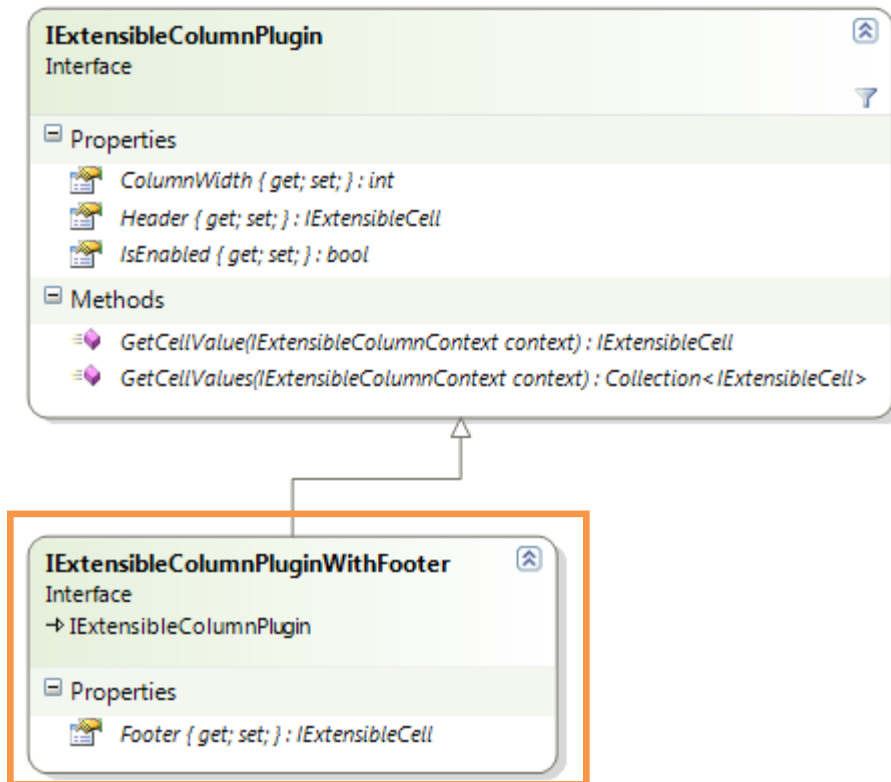 IExtensibleColumnPlugin
Interface
Properties
ColumnWidth { get; set; } : int
Header { get; set; } : IExtensibleCell
IsEnabled { get; set; } : bool
Methods
GetCellValue(IExtensibleColumnContext context) : IExtensibleCell
GetCellValues(IExtensibleColumnContext context) : Collection<IExtensibleCell>
IExtensibleColumnPluginWithFooter
Interface
IExtensibleColumnPlugin
Properties
Footer { get; set; } : IExtensibleCell